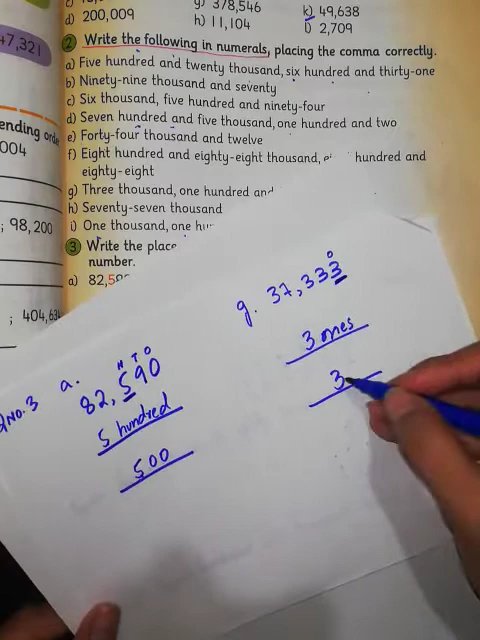 g) 378,546
k) 49,638
d) 200,009
h) 11,104
l) 2,709
+7,321
2 Write the following in numerals, placing the comma correctly.
a) Five hundred and twenty thousand, six hundred and thirty-one
b) Ninety-nine thousand and seventy
c) Six thousand, five hundred and ninety-four
d) Seven hundred and five thousand, one hundred and two
e) Forty-four thousand and twelve
f) Eight hundred and eighty-eight thousand, hundred and
eighty-eight
g) Three thousand, one hundred and
h) Seventy-seven thousand
i) One thousand, one
3 Write the place
number.
a) 82,59
ending order
004
; 98,200
; 404,634
QNO.3
a.
H T O
82,590
5 hundred
500
g. 37,333
O
3 ones
3